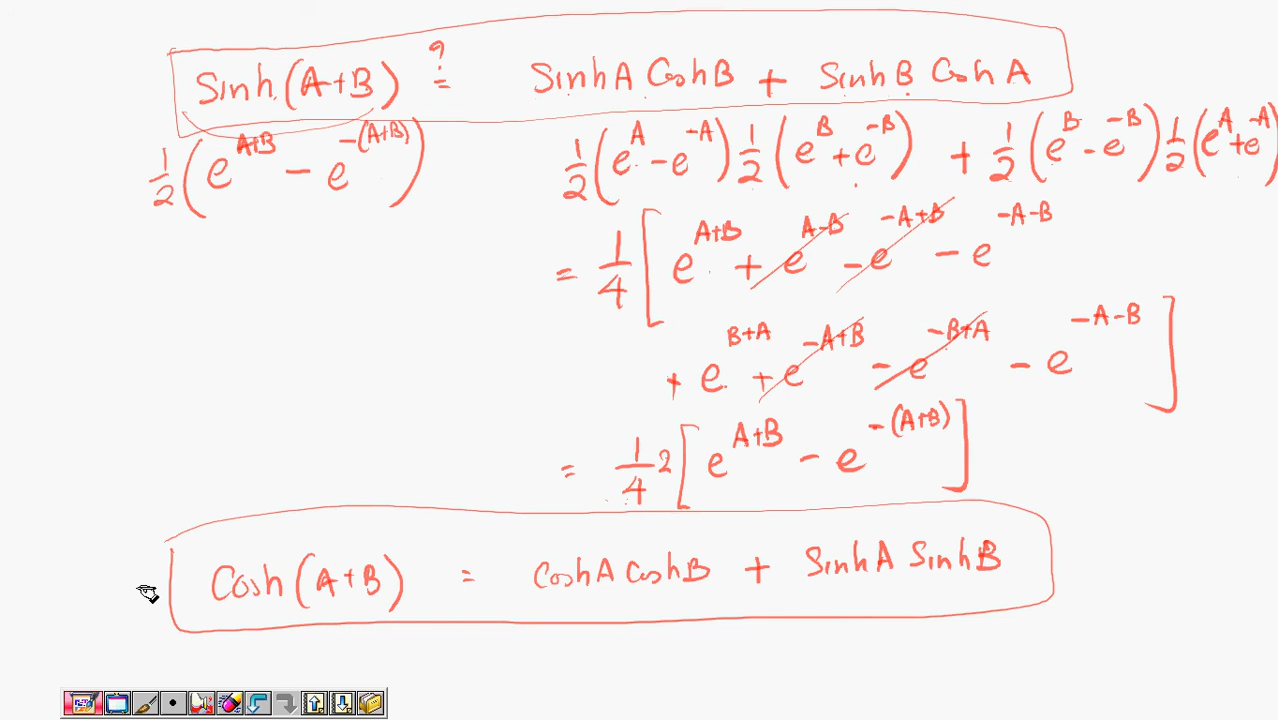 Sinh(A+B) ?= SinhA CoshB + SinhB CoshA
½(e^{A+B} − e^{-(A+B)}) ½(e^A − e^{-A})½(e^B + e^{-B}) + ½(e^B − e^{-B})½(e^A + e^{-A})
= 1/4 [e^{A+B} + e^{A-B} − e^{-A+B} − e^{-A-B}
+ e^{B+A} + e^{-A+B} − e^{-B+A} − e^{-A-B}]
= 1/4 2 [e^{A+B} − e^{-(A+B)}]
Cosh(A+B) = CoshA CoshB + SinhA SinhB